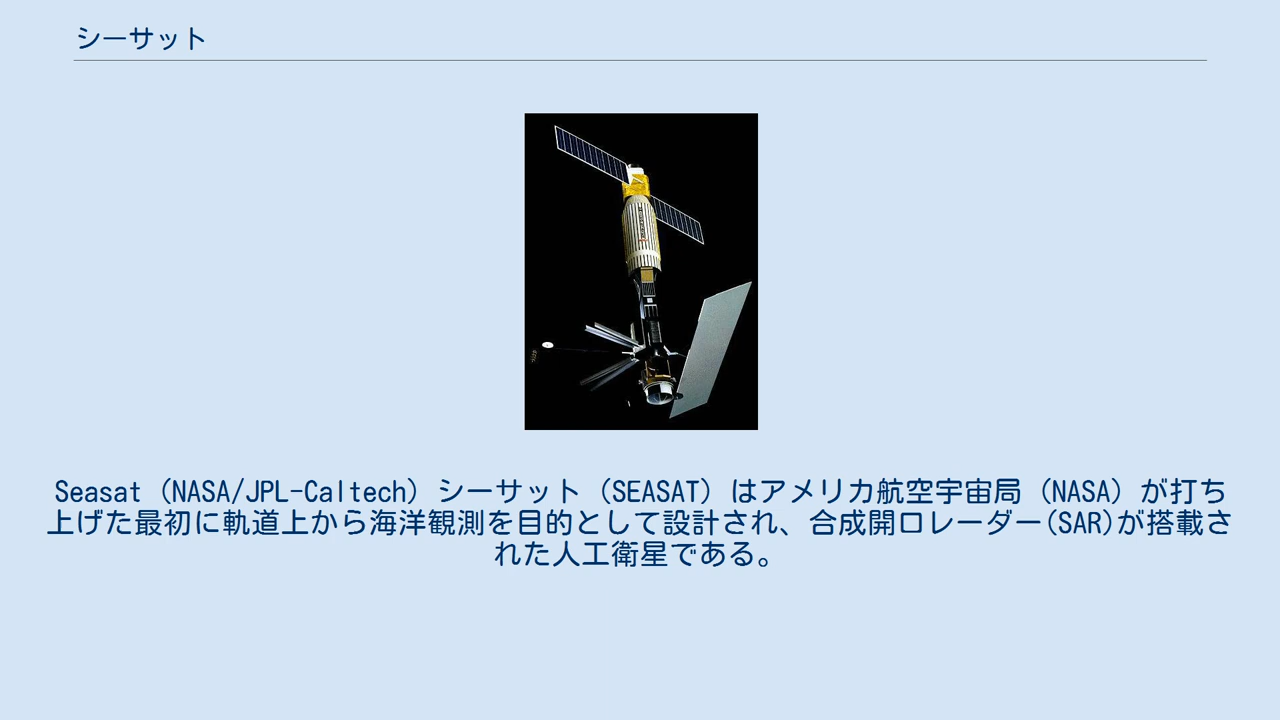 シーサット
Seasat（NASA/JPL-Caltech）シーサット（SEASAT）はアメリカ航空宇宙局（NASA）が打ち
上げた最初に軌道上から海洋観測を目的として設計され、合成開口レーダー(SAR)が搭載さ
れた人工衛星である。